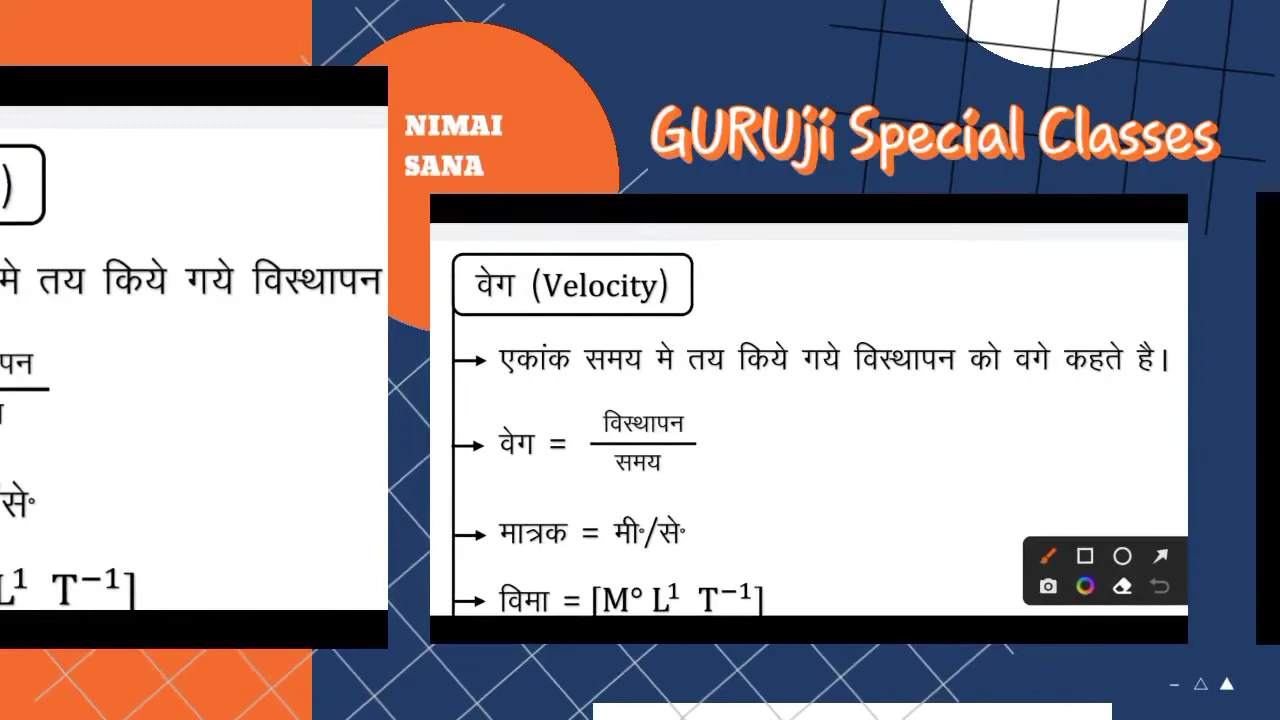 NIMAI
SANA
GURUji Special Classes
)
मे तय किये गये विस्थापन
पन
/से॰
L¹ T⁻¹]
वेग (Velocity)
एकांक समय मे तय किये गये विस्थापन को वगे कहते है।
वेग = विस्थापन
समय
मात्रक = मी॰/से॰
विमा = [M° L¹ T⁻¹]